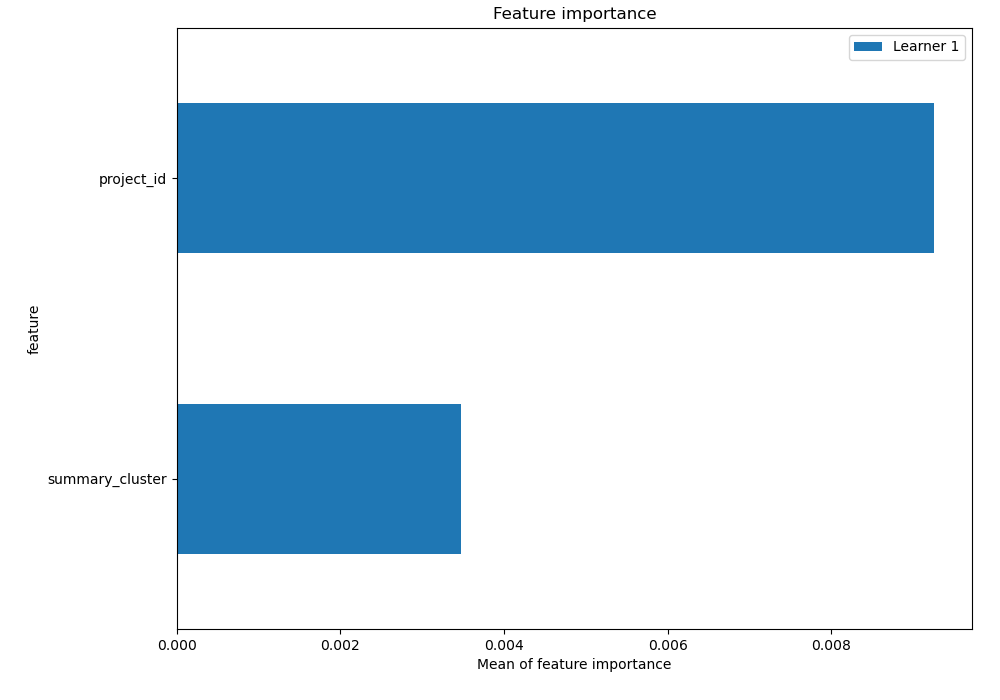 Feature importance
Learner 1
project_id
feature
summary_cluster
0.000
0.002
0.004
0.006
0.008
Mean of feature importance